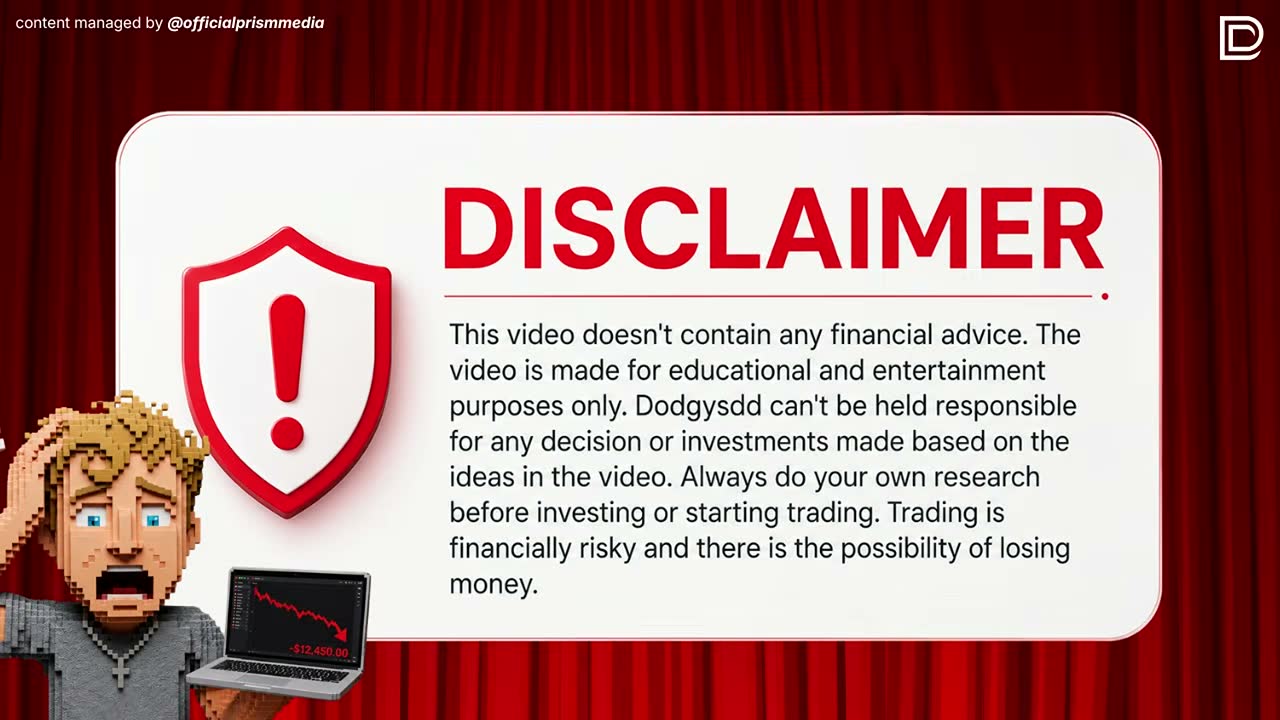 content managed by @officialprismmedia
DISCLAIMER
This video doesn't contain any financial advice. The
video is made for educational and entertainment
purposes only. Dodgysdd can't be held responsible
for any decision or investments made based on the
ideas in the video. Always do your own research
before investing or starting trading. Trading is
financially risky and there is the possibility of losing
money.
-$12,450.00